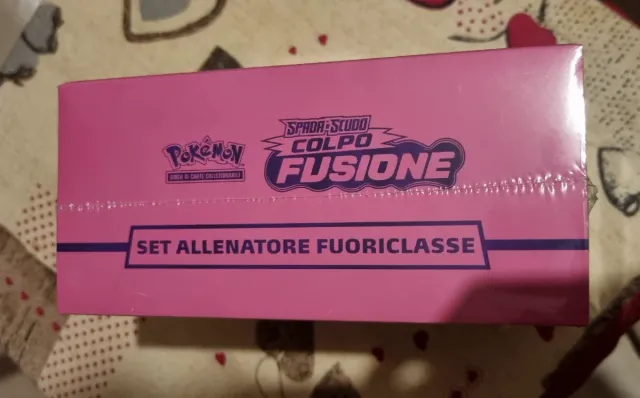 SPADA E SCUDO
COLPO
FUSIONE
POKéMON
GIOCO DI CARTE COLLEZIONABILI
SET ALLENATORE FUORICLASSE